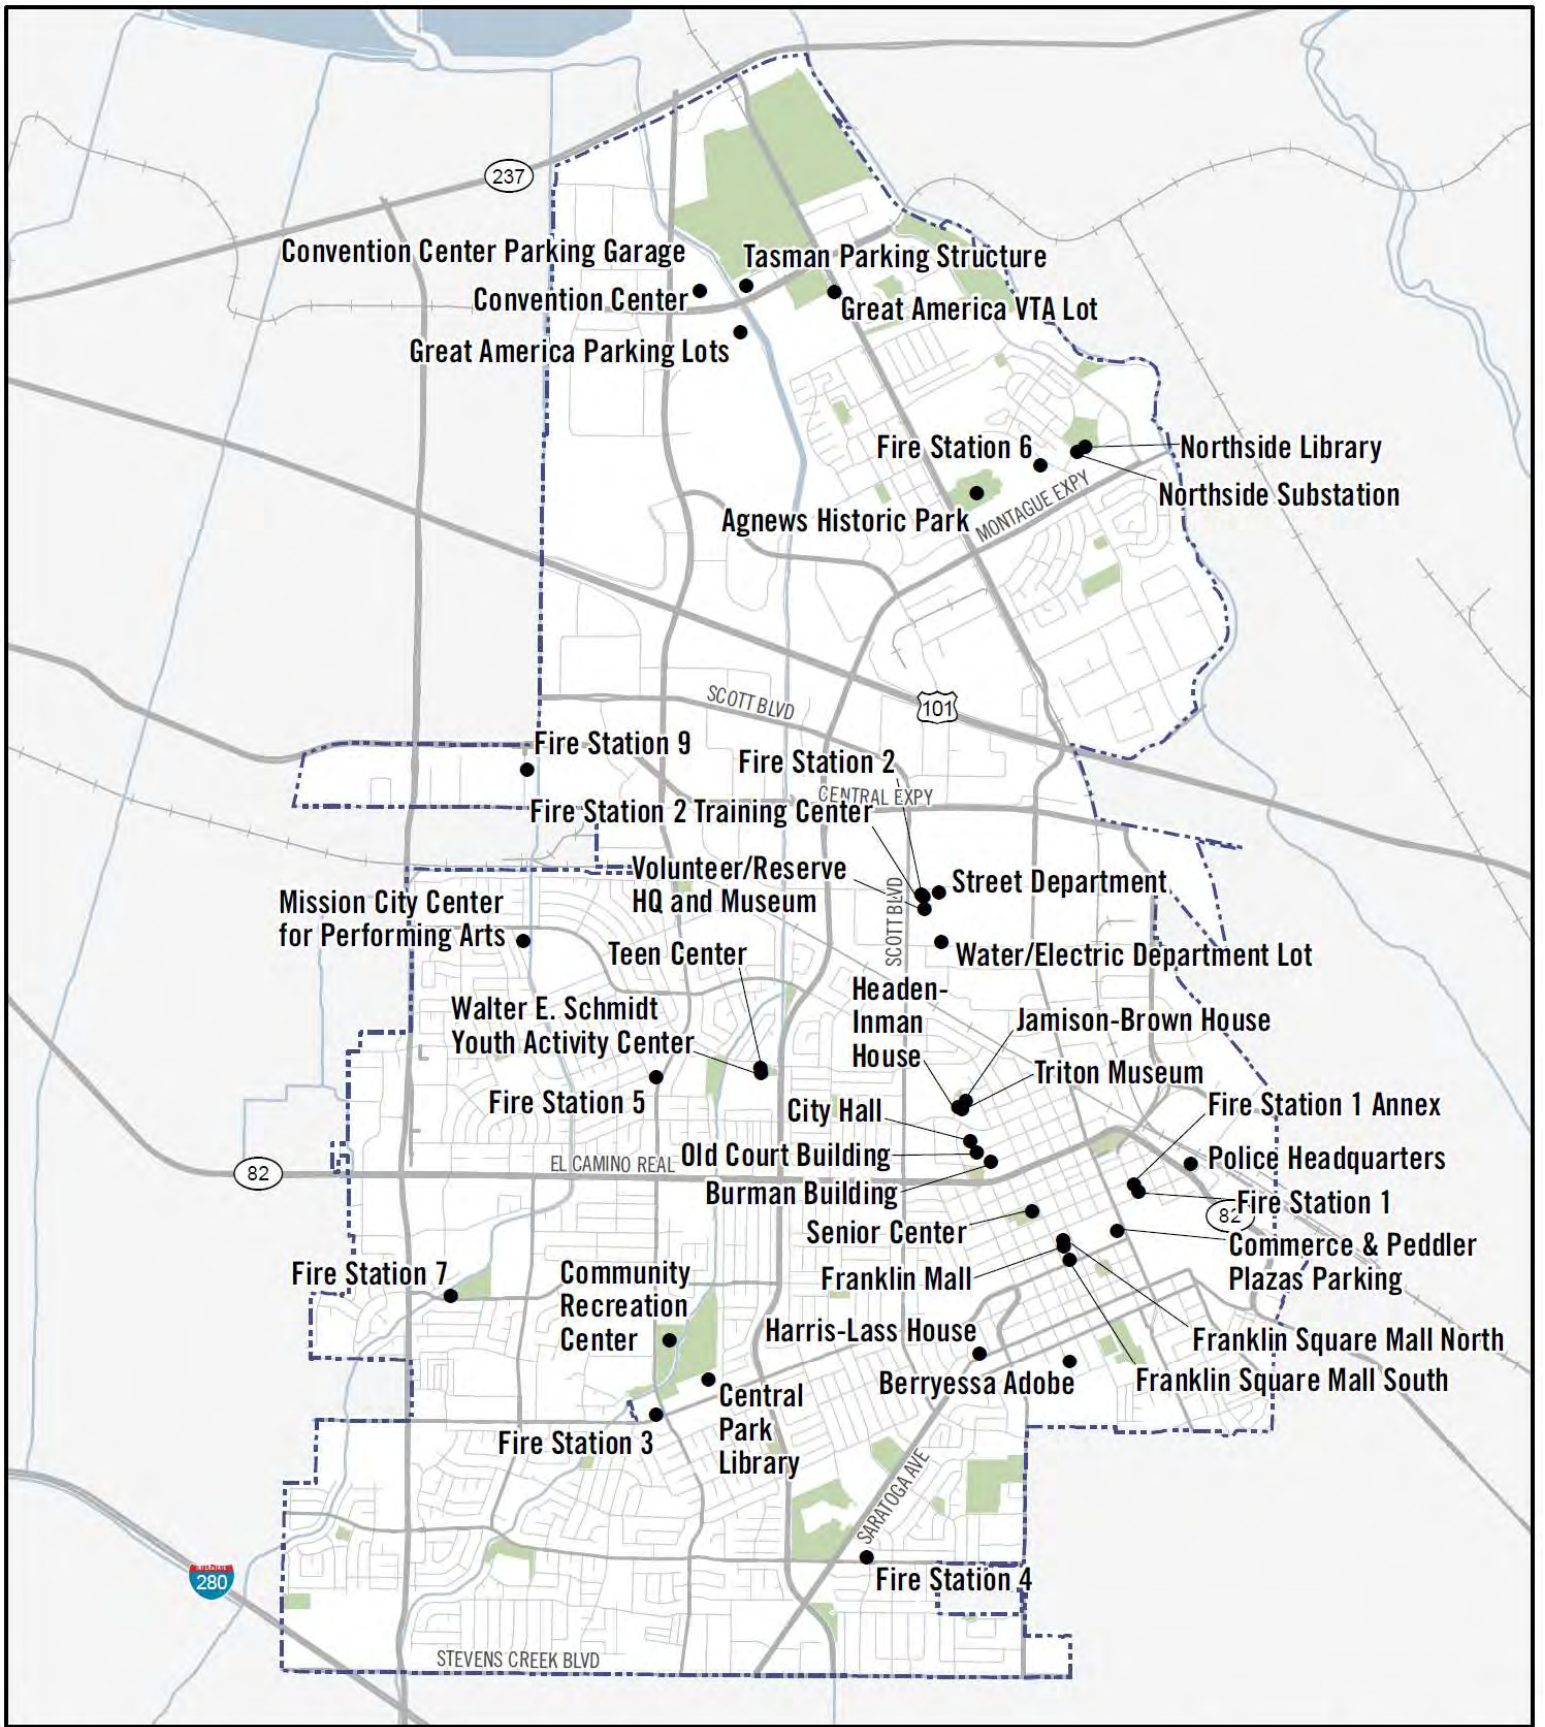 237
Convention Center Parking Garage
Tasman Parking Structure
Convention Center
Great America VTA Lot
Great America Parking Lots
Fire Station 6
Northside Library
Northside Substation
Agnews Historic Park
MONTAGUE EXPY
SCOTT BLVD
101
Fire Station 9
Fire Station 2
CENTRAL EXPY
Fire Station 2 Training Center
Volunteer/Reserve
HQ and Museum
SCOTT BLVD
Street Department
Mission City Center
for Performing Arts
Teen Center
Water/Electric Department Lot
Walter E. Schmidt
Youth Activity Center
Headen-
Inman
House
Jamison-Brown House
Triton Museum
Fire Station 5
City Hall
Fire Station 1 Annex
82
EL CAMINO REAL
Old Court Building
Police Headquarters
Burman Building
Fire Station 1
82
Senior Center
Commerce & Peddler
Plazas Parking
Fire Station 7
Community
Recreation
Center
Franklin Mall
Harris-Lass House
Franklin Square Mall North
Berryessa Adobe
Franklin Square Mall South
Central
Park
Library
Fire Station 3
SARATOGA AVE
280
Fire Station 4
STEVENS CREEK BLVD